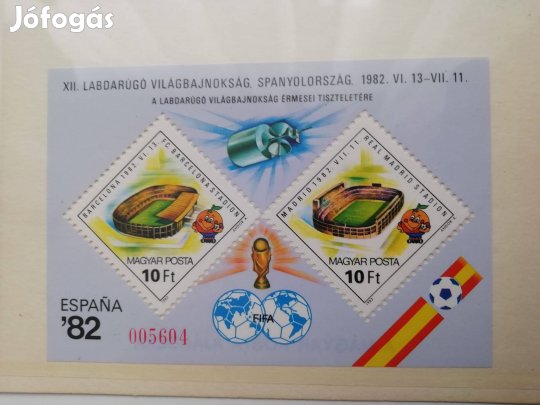 Jófogás
XII. LABDARÚGÓ VILÁGBAJNOKSÁG, SPANYOLORSZÁG, 1982. VI. 13–VII. 11.
A LABDARÚGÓ VILÁGBAJNOKSÁG ÉRMESEI TISZTELETÉRE
BARCELONA 1982. VI. 13. FC BARCELONA STADION
MAGYAR POSTA
10 Ft
MADRID 1982. VII. 11. REAL MADRID STADION
MAGYAR POSTA
10 Ft
ESPAÑA
'82
005604
FIFA